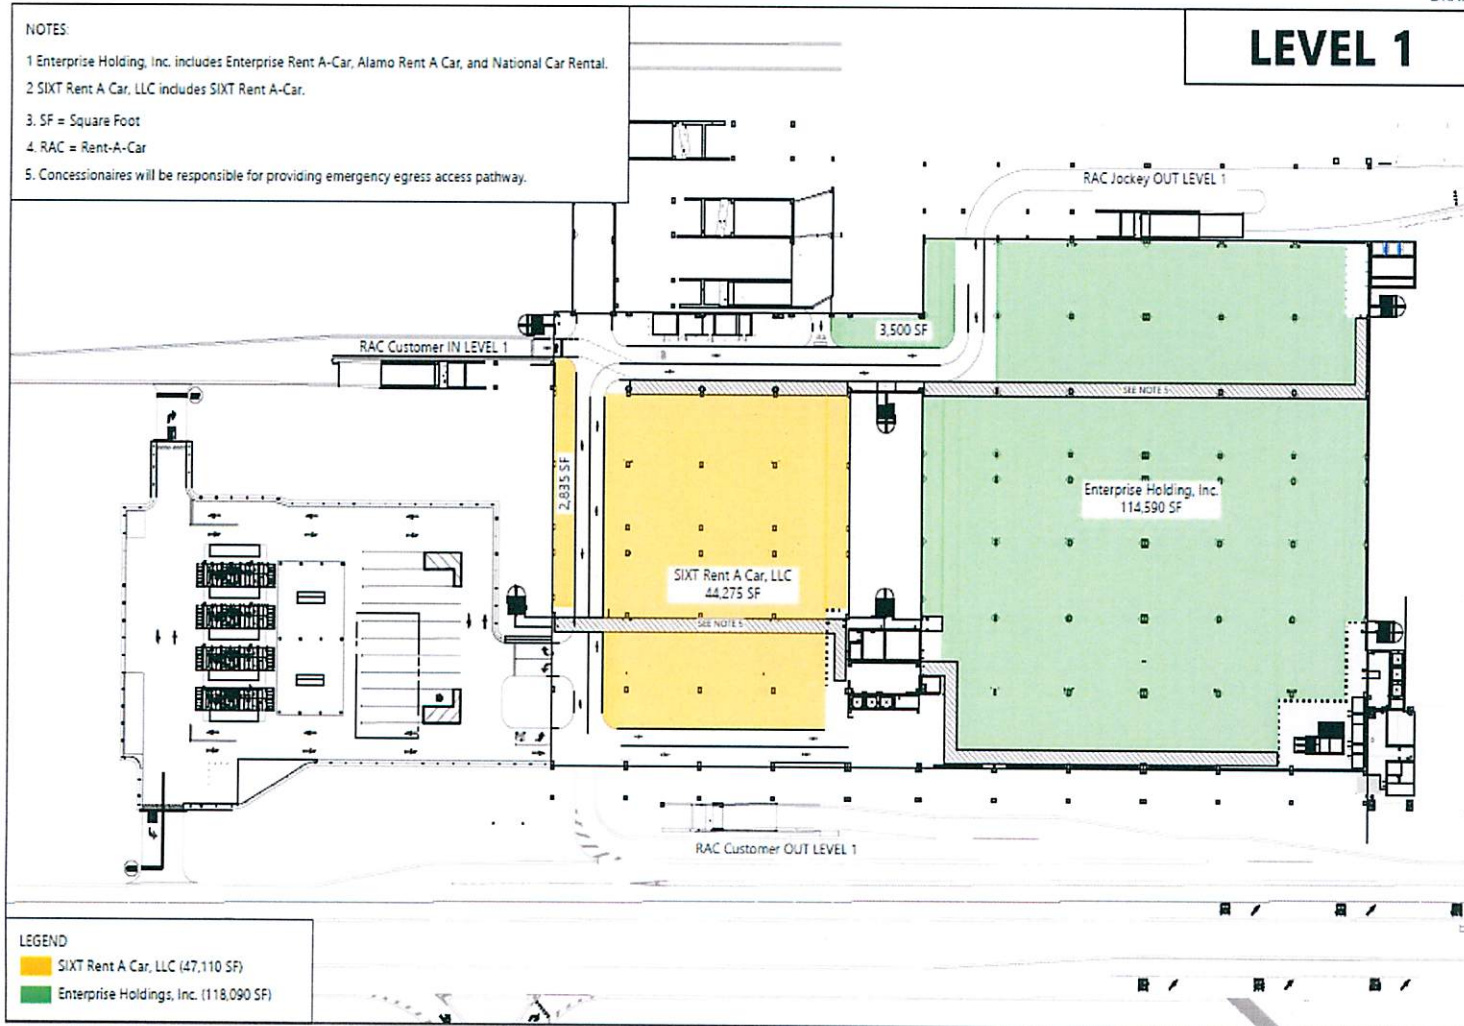 NOTES:
1 Enterprise Holding, Inc. includes Enterprise Rent A-Car, Alamo Rent A Car, and National Car Rental.
2 SIXT Rent A Car, LLC includes SIXT Rent A-Car.
3. SF = Square Foot
4. RAC = Rent-A-Car
5. Concessionaires will be responsible for providing emergency egress access pathway.
LEVEL 1
RAC Jockey OUT LEVEL 1
3,500 SF
RAC Customer IN LEVEL 1
SEE NOTE 5
2,835 SF
Enterprise Holding, Inc.
114,590 SF
SIXT Rent A Car, LLC
44,275 SF
SEE NOTE 5
RAC Customer OUT LEVEL 1
LEGEND
SIXT Rent A Car, LLC (47,110 SF)
Enterprise Holdings, Inc. (118,090 SF)